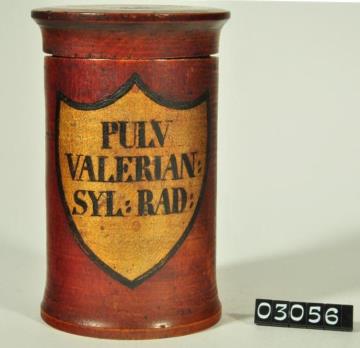 PULV
VALERIAN:
SYL: RAD:
03056